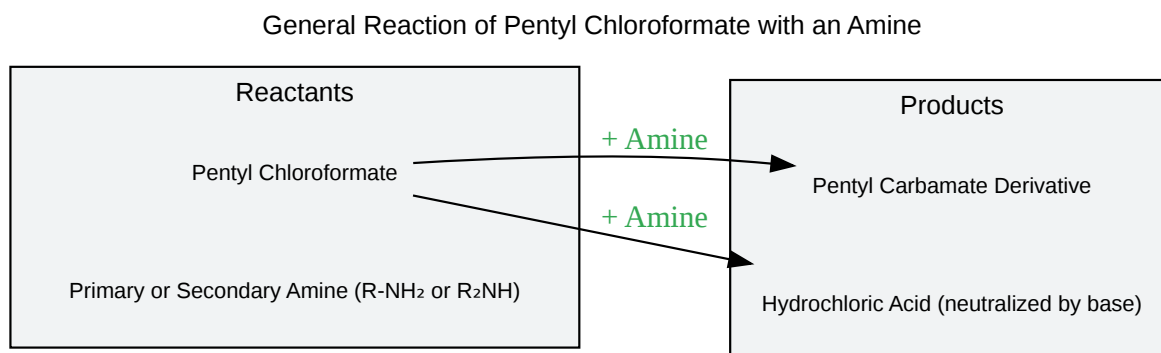 General Reaction of Pentyl Chloroformate with an Amine
Reactants
Products
+ Amine
Pentyl Chloroformate
Pentyl Carbamate Derivative
+ Amine
Primary or Secondary Amine (R-NH₂ or R₂NH)
Hydrochloric Acid (neutralized by base)